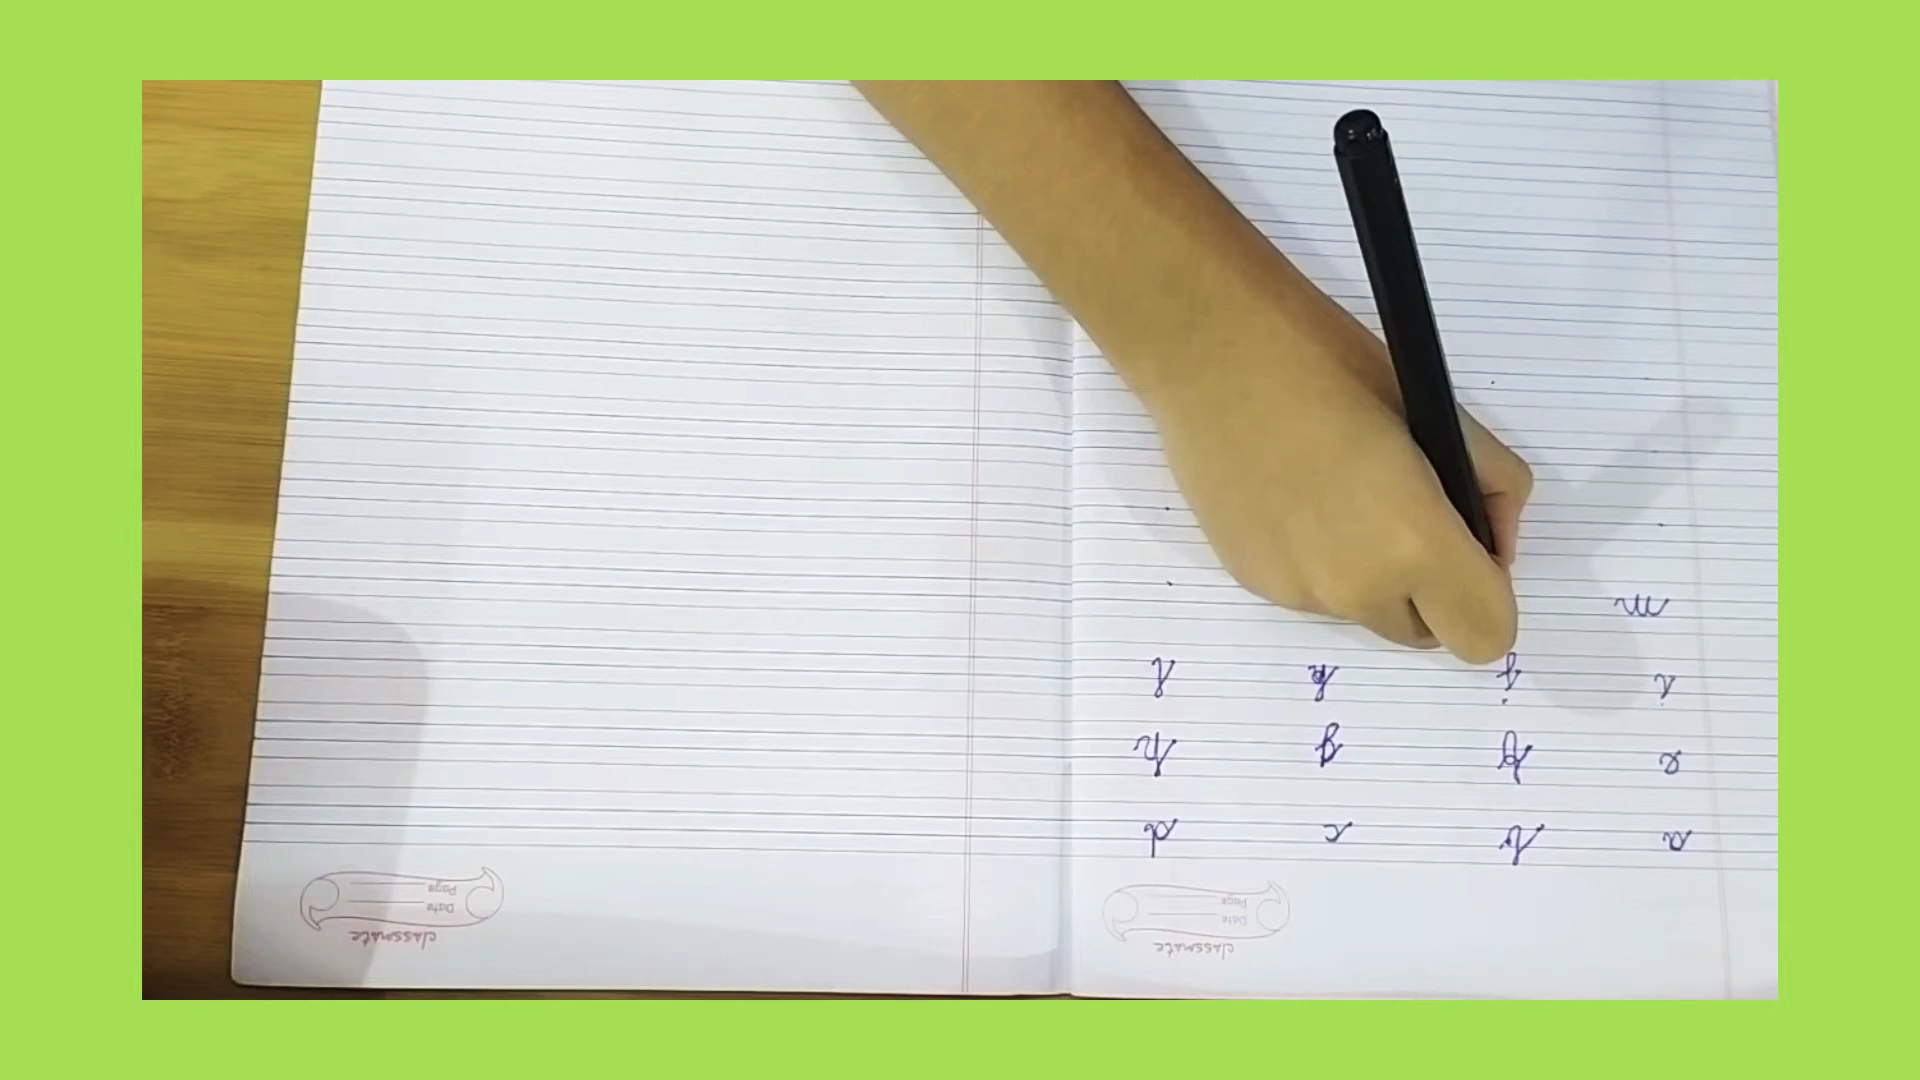 classmate
Date
Page
classmate
Date
Page
a b c d
e f g h
i j k l
m